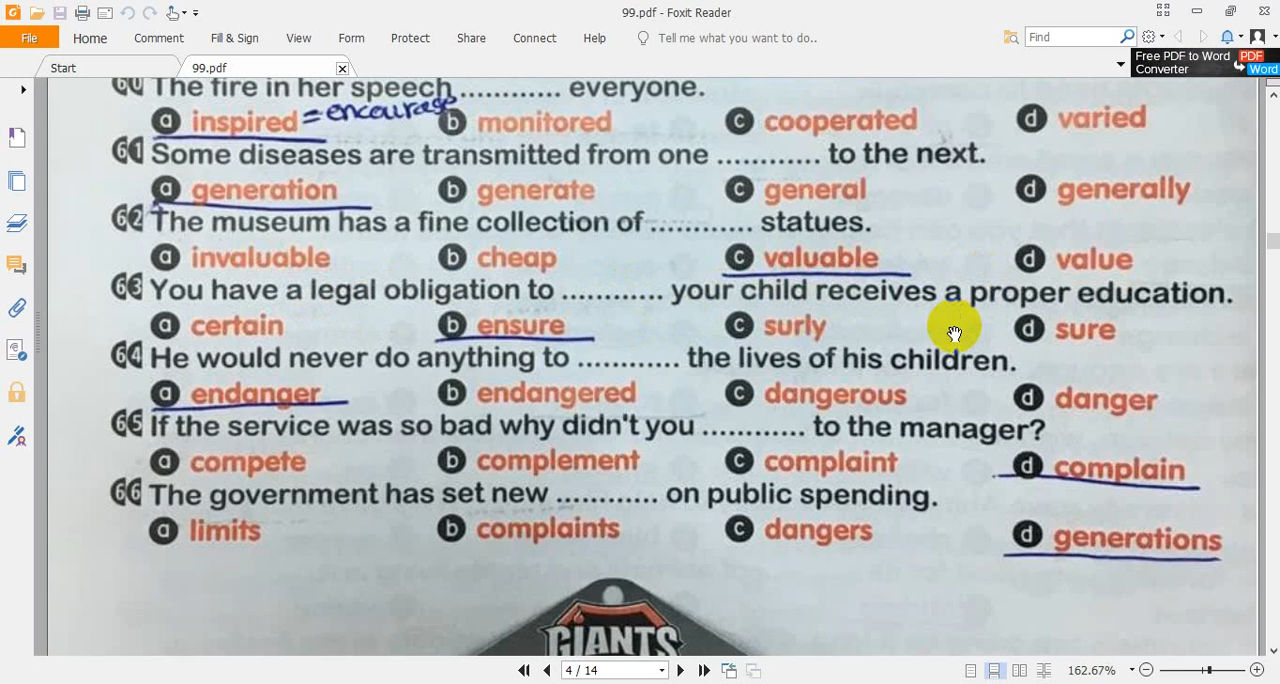 99.pdf - Foxit Reader
File Home Comment Fill & Sign View Form Protect Share Connect Help Tell me what you want to do.. Find
Start 99.pdf
Free PDF to Word Converter PDF Word
60 The fire in her speech ............ everyone.
a inspired = encourage b monitored c cooperated d varied
61 Some diseases are transmitted from one ............ to the next.
a generation b generate c general d generally
62 The museum has a fine collection of ............ statues.
a invaluable b cheap c valuable d value
63 You have a legal obligation to ............ your child receives a proper education.
a certain b ensure c surly d sure
64 He would never do anything to ............ the lives of his children.
a endanger b endangered c dangerous d danger
65 If the service was so bad why didn't you ............ to the manager?
a compete b complement c complaint d complain
66 The government has set new ............ on public spending.
a limits b complaints c dangers d generations
GIANTS
4 / 14 162.67%